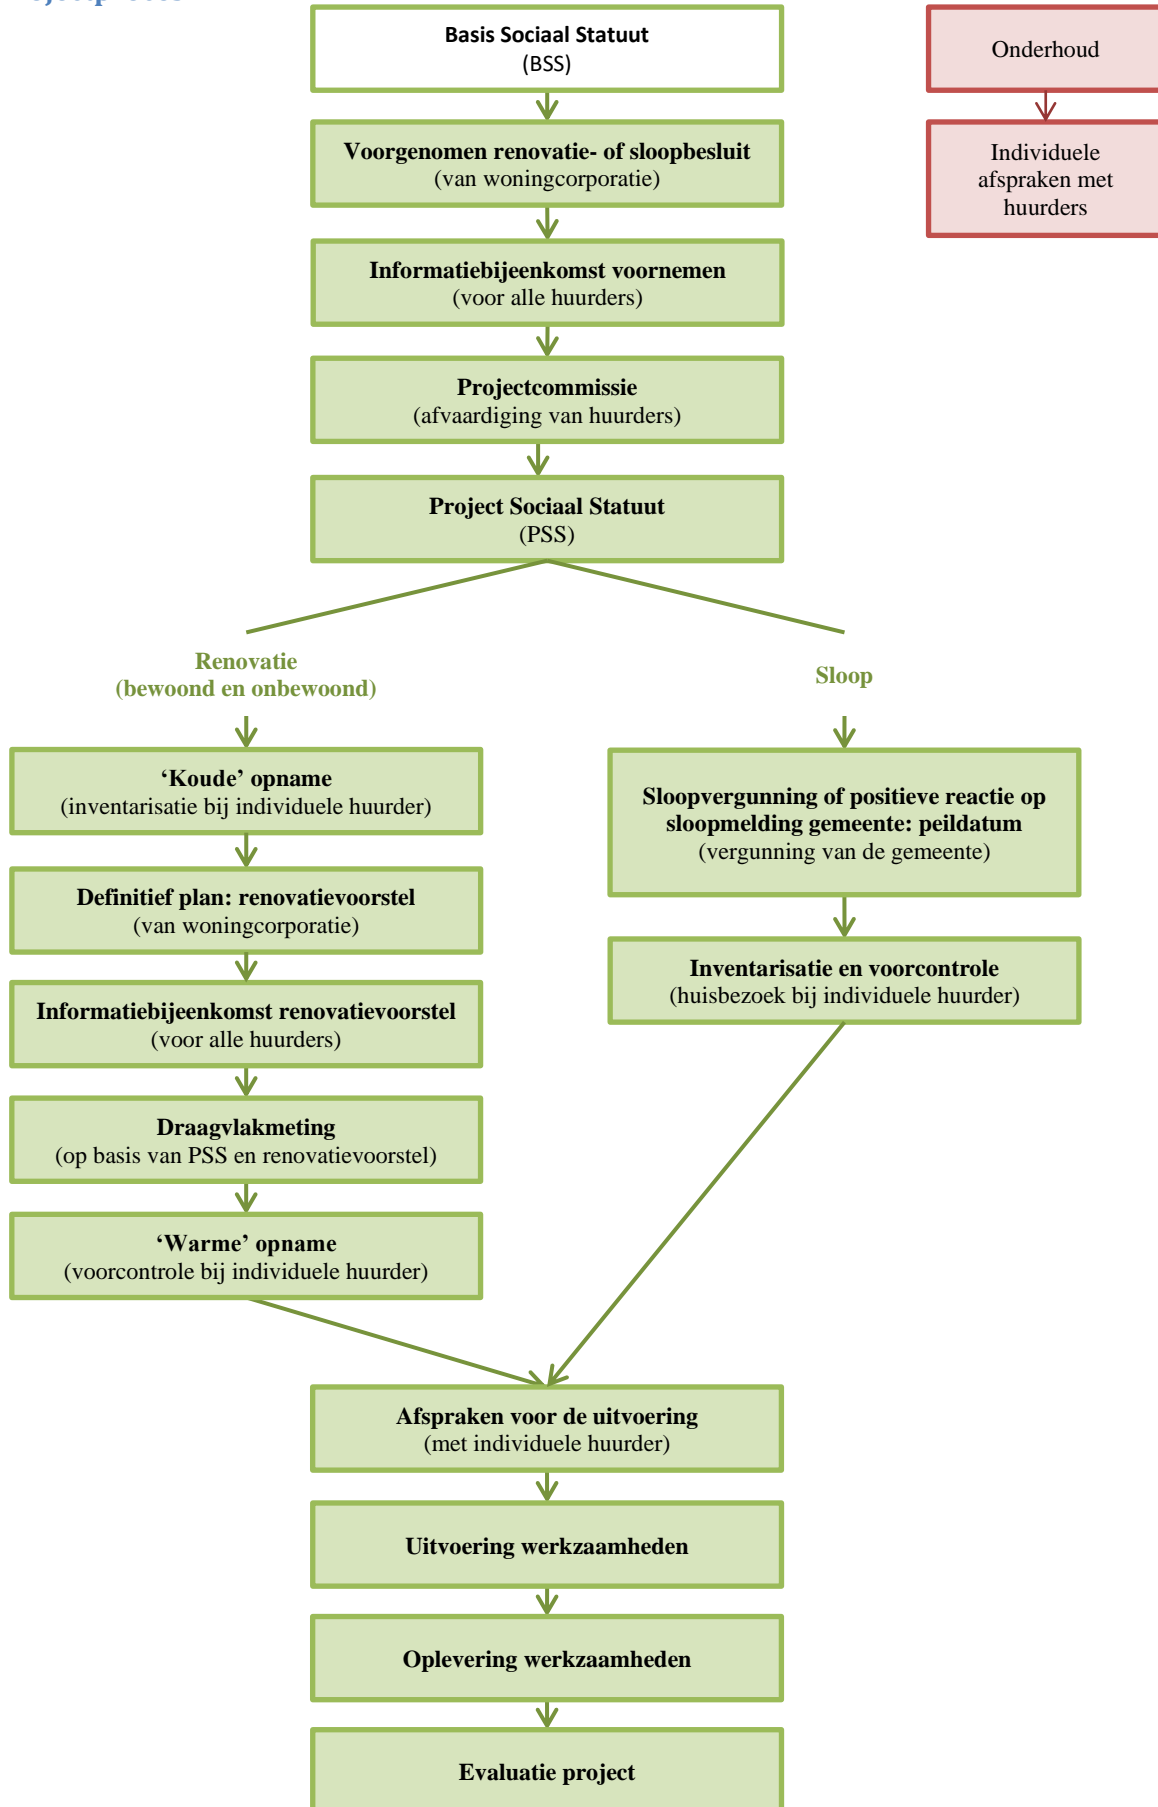 Basis Sociaal Statuut
(BSS)
Onderhoud
Voorgenomen renovatie- of sloopbesluit
(van woningcorporatie)
Individuele
afspraken met
huurders
Informatiebijeenkomst voornemen
(voor alle huurders)
Projectcommissie
(afvaardiging van huurders)
Project Sociaal Statuut
(PSS)
Renovatie
(bewoond en onbewoond)
Sloop
‘Koude’ opname
(inventarisatie bij individuele huurder)
Sloopvergunning of positieve reactie op
sloopmelding gemeente: peildatum
(vergunning van de gemeente)
Definitief plan: renovatievoorstel
(van woningcorporatie)
Inventarisatie en voorcontrole
(huisbezoek bij individuele huurder)
Informatiebijeenkomst renovatievoorstel
(voor alle huurders)
Draagvlakmeting
(op basis van PSS en renovatievoorstel)
‘Warme’ opname
(voorcontrole bij individuele huurder)
Afspraken voor de uitvoering
(met individuele huurder)
Uitvoering werkzaamheden
Oplevering werkzaamheden
Evaluatie project